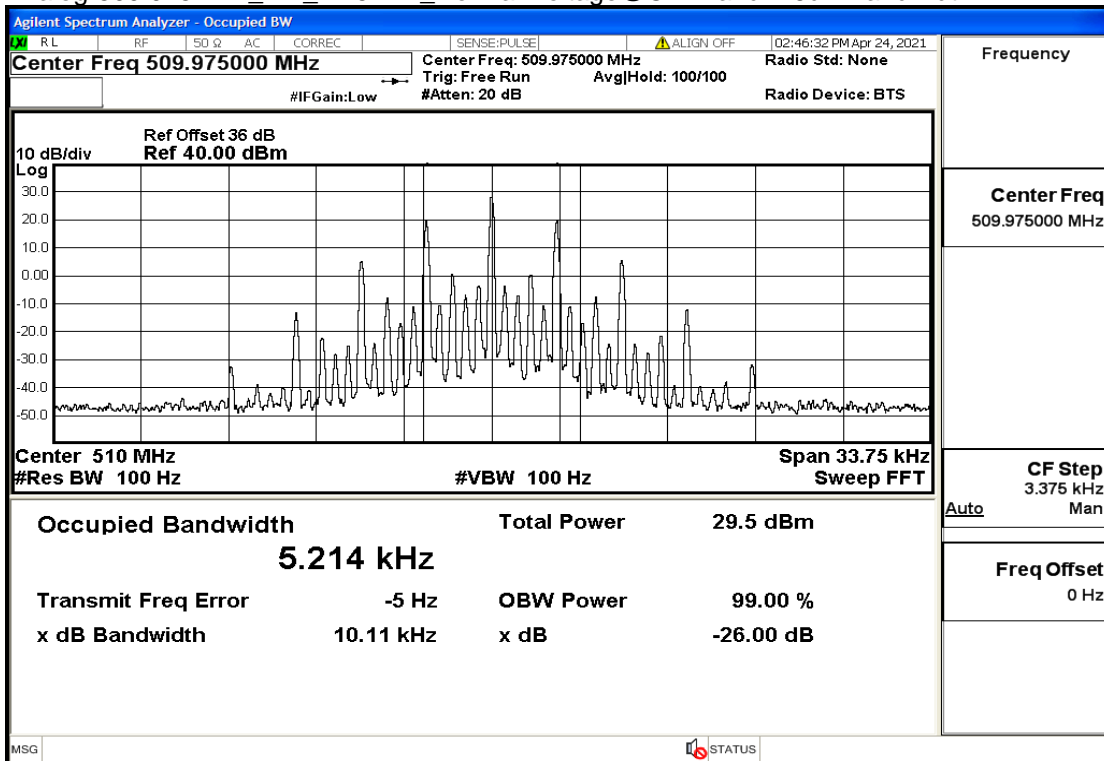 Agilent Spectrum Analyzer - Occupied BW
LXI RL RF 50 Ω AC CORREC SENSE:PULSE ALIGN OFF 02:46:32 PM Apr 24, 2021
Center Freq 509.975000 MHz
Center Freq: 509.975000 MHz
Radio Std: None
Trig: Free Run Avg|Hold: 100/100
#IFGain:Low #Atten: 20 dB Radio Device: BTS
Ref Offset 36 dB
10 dB/div Ref 40.00 dBm
Log
30.0
20.0
10.0
0.00
-10.0
-20.0
-30.0
-40.0
-50.0
Center 510 MHz Span 33.75 kHz
#Res BW 100 Hz #VBW 100 Hz Sweep FFT
Occupied Bandwidth Total Power 29.5 dBm
5.214 kHz
Transmit Freq Error -5 Hz OBW Power 99.00 %
x dB Bandwidth 10.11 kHz x dB -26.00 dB
MSG STATUS
Frequency
Center Freq
509.975000 MHz
CF Step
3.375 kHz
Auto Man
Freq Offset
0 Hz